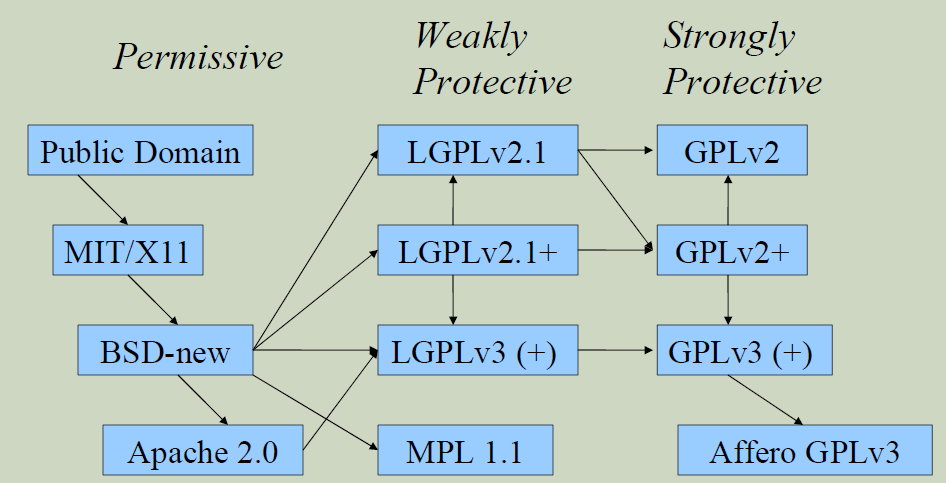 Permissive
Weakly
Protective
Strongly
Protective
Public Domain
LGPLv2.1
GPLv2
MIT/X11
LGPLv2.1+
GPLv2+
BSD-new
LGPLv3 (+)
GPLv3 (+)
Apache 2.0
MPL 1.1
Affero GPLv3